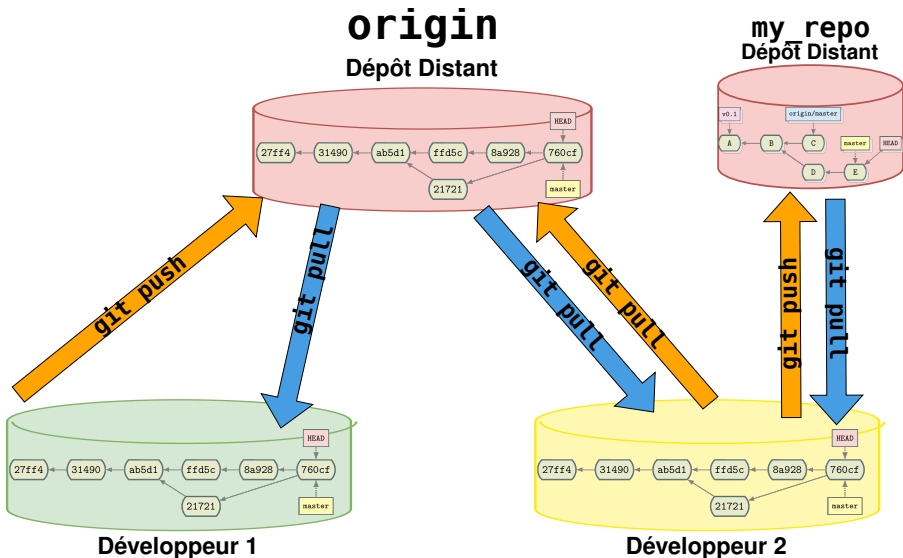 origin
Dépôt Distant
my_repo
Dépôt Distant
HEAD
27ff4 31490 ab5d1 ffd5c 8a928 760cf
21721
master
v0.1 origin/master
A B C master HEAD
D E
git push
git pull
git pull
git pull
git push
git pull
HEAD
27ff4 31490 ab5d1 ffd5c 8a928 760cf
21721
master
Développeur 1
HEAD
27ff4 31490 ab5d1 ffd5c 8a928 760cf
21721
master
Développeur 2